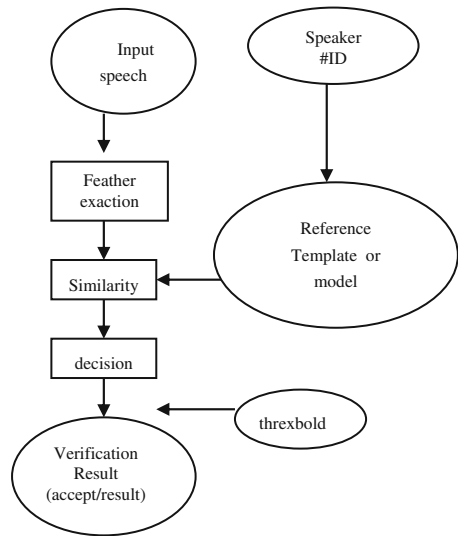 Input
speech
Speaker
#ID
Feather
exaction
Reference
Template or
model
Similarity
decision
threxbold
Verification
Result
(accept/result)